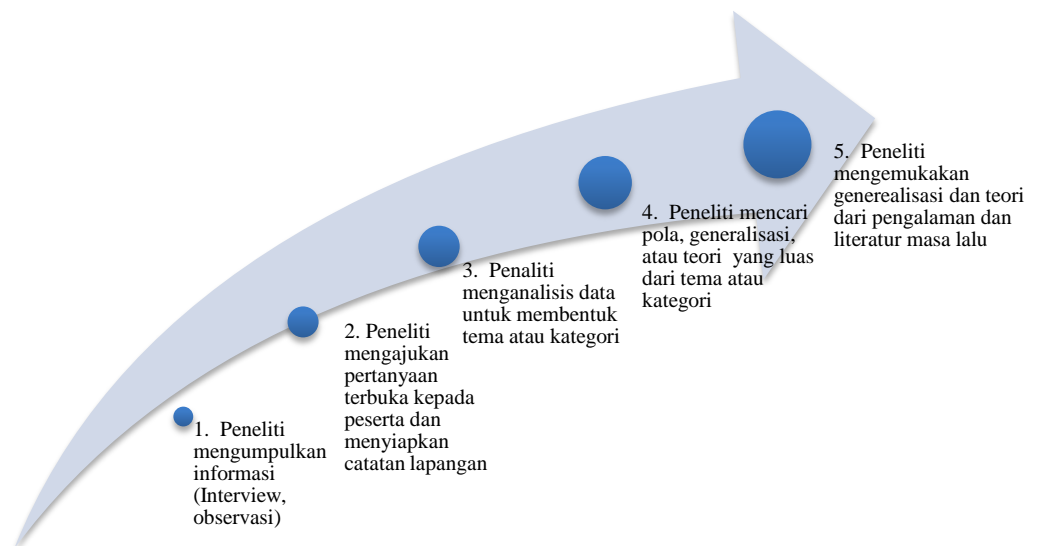 1. Peneliti
mengumpulkan
informasi
(Interview,
observasi)
2. Peneliti
mengajukan
pertanyaan
terbuka kepada
peserta dan
menyiapkan
catatan lapangan
3. Penaliti
menganalisis data
untuk membentuk
tema atau kategori
4. Peneliti mencari
pola, generalisasi,
atau teori yang luas
dari tema atau
kategori
5. Peneliti
mengemukakan
generealisasi dan teori
dari pengalaman dan
literatur masa lalu